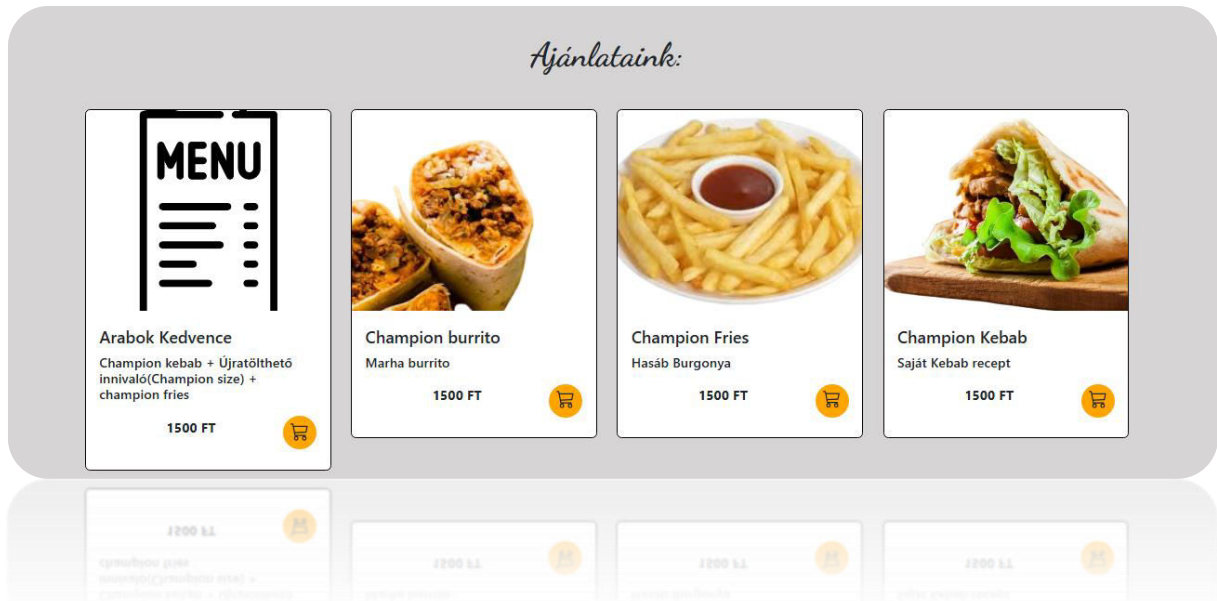 Ajánlataink:
MENU
Arabok Kedvence
Champion kebab + Újratölthető
innivaló(Champion size) +
champion fries
1500 FT
Champion burrito
Marha burrito
1500 FT
Champion Fries
Hasáb Burgonya
1500 FT
Champion Kebab
Saját Kebab recept
1500 FT